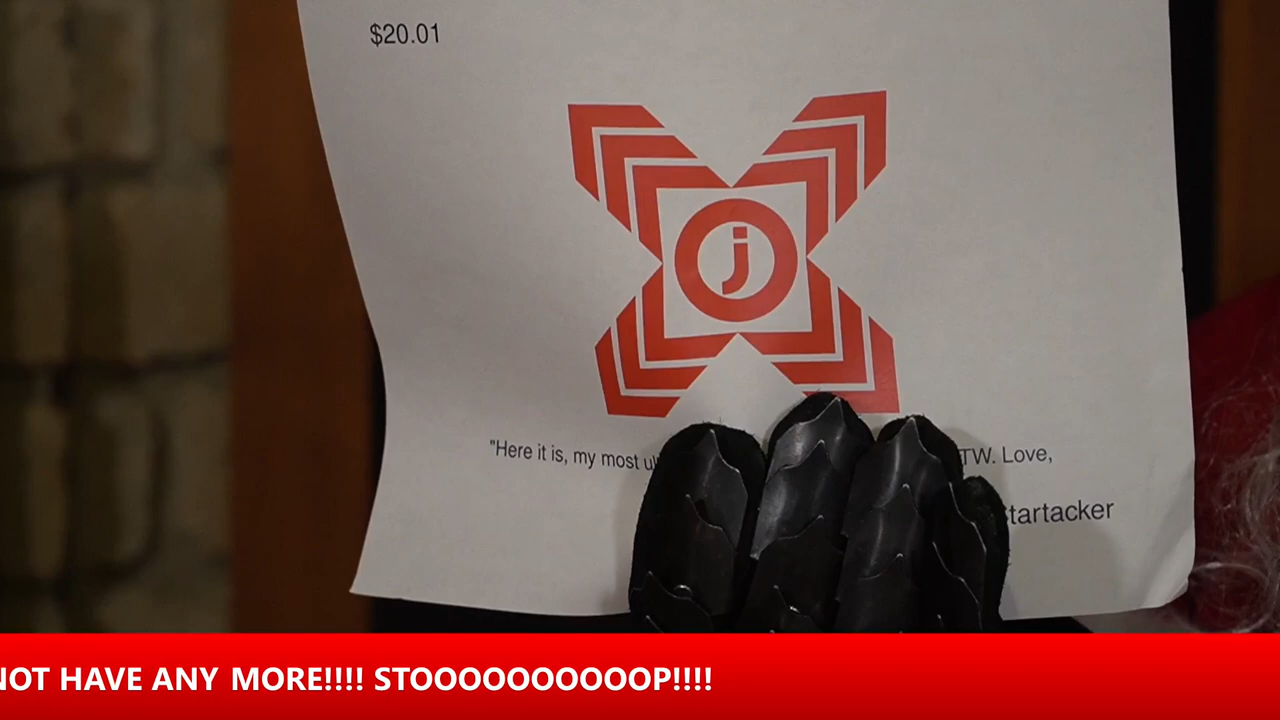 $20.01
j
"Here it is, my most TW. Love,
tartacker
NOT HAVE ANY MORE!!!! STOOOOOOOOOOP!!!!